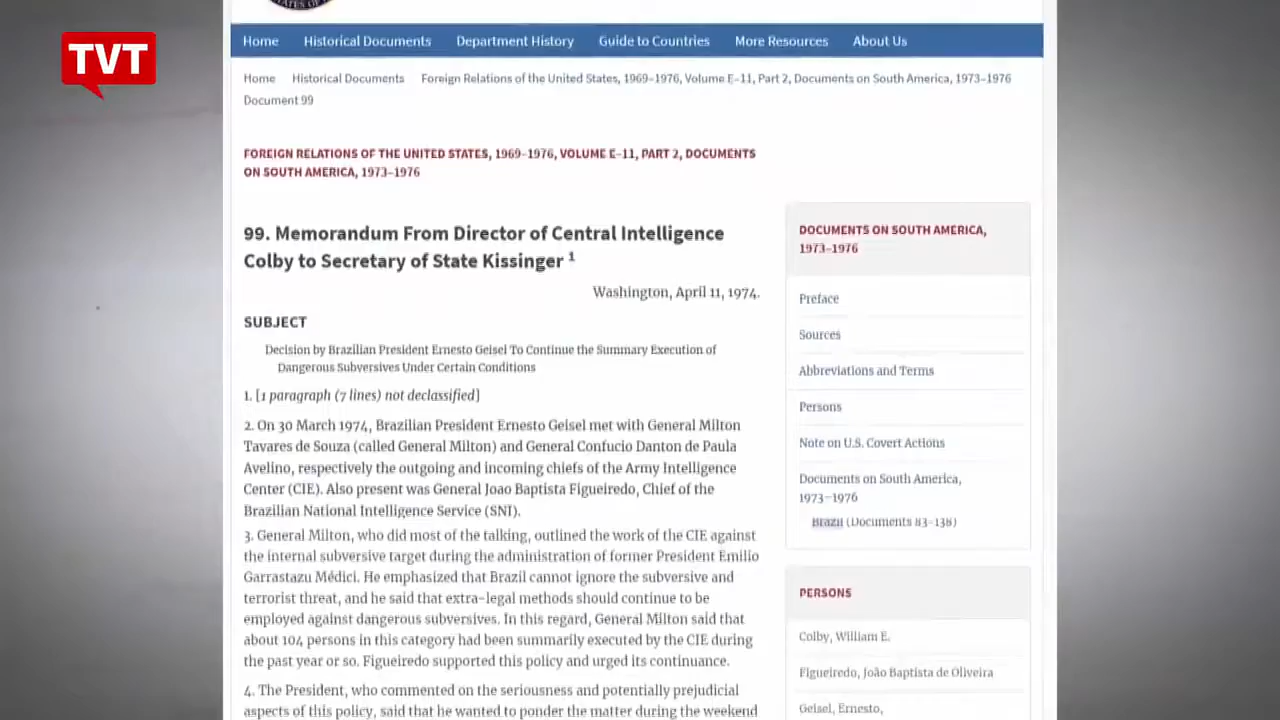 TVT
Home Historical Documents Department History Guide to Countries More Resources About Us
Home Historical Documents Foreign Relations of the United States, 1969–1976, Volume E–11, Part 2, Documents on South America, 1973–1976
Document 99
FOREIGN RELATIONS OF THE UNITED STATES, 1969–1976, VOLUME E–11, PART 2, DOCUMENTS
ON SOUTH AMERICA, 1973–1976
99. Memorandum From Director of Central Intelligence
Colby to Secretary of State Kissinger 1
Washington, April 11, 1974.
SUBJECT
Decision by Brazilian President Ernesto Geisel To Continue the Summary Execution of
Dangerous Subversives Under Certain Conditions
1. [1 paragraph (7 lines) not declassified]
2. On 30 March 1974, Brazilian President Ernesto Geisel met with General Milton
Tavares de Souza (called General Milton) and General Confucio Danton de Paula
Avelino, respectively the outgoing and incoming chiefs of the Army Intelligence
Center (CIE). Also present was General Joao Baptista Figueiredo, Chief of the
Brazilian National Intelligence Service (SNI).
3. General Milton, who did most of the talking, outlined the work of the CIE against
the internal subversive target during the administration of former President Emilio
Garrastazu Médici. He emphasized that Brazil cannot ignore the subversive and
terrorist threat, and he said that extra-legal methods should continue to be
employed against dangerous subversives. In this regard, General Milton said that
about 104 persons in this category had been summarily executed by the CIE during
the past year or so. Figueiredo supported this policy and urged its continuance.
4. The President, who commented on the seriousness and potentially prejudicial
aspects of this policy, said that he wanted to ponder the matter during the weekend
DOCUMENTS ON SOUTH AMERICA,
1973–1976
Preface
Sources
Abbreviations and Terms
Persons
Note on U.S. Covert Actions
Documents on South America,
1973–1976
Brazil (Documents 83–138)
PERSONS
Colby, William E.
Figueiredo, João Baptista de Oliveira
Geisel, Ernesto,